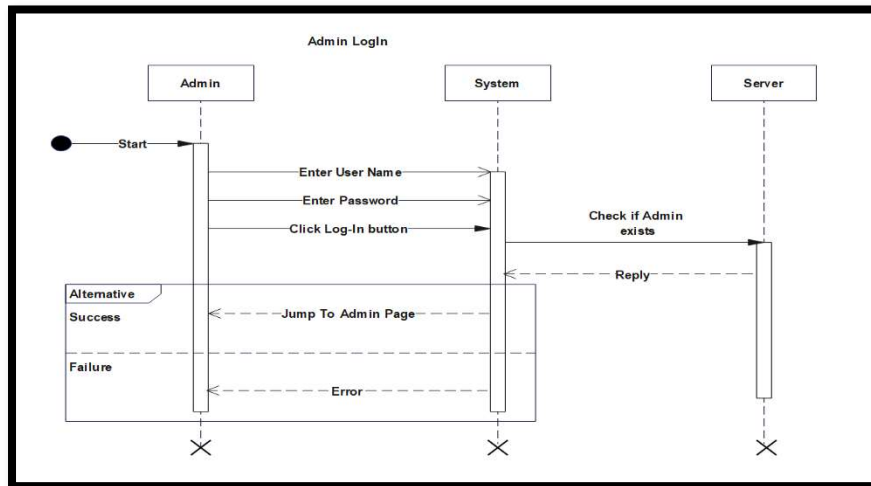 Admin LogIn
Admin
System
Server
Start
Enter User Name
Enter Password
Click Log-In button
Check if Admin
exists
Reply
Alternative
Success
Jump To Admin Page
Failure
Error